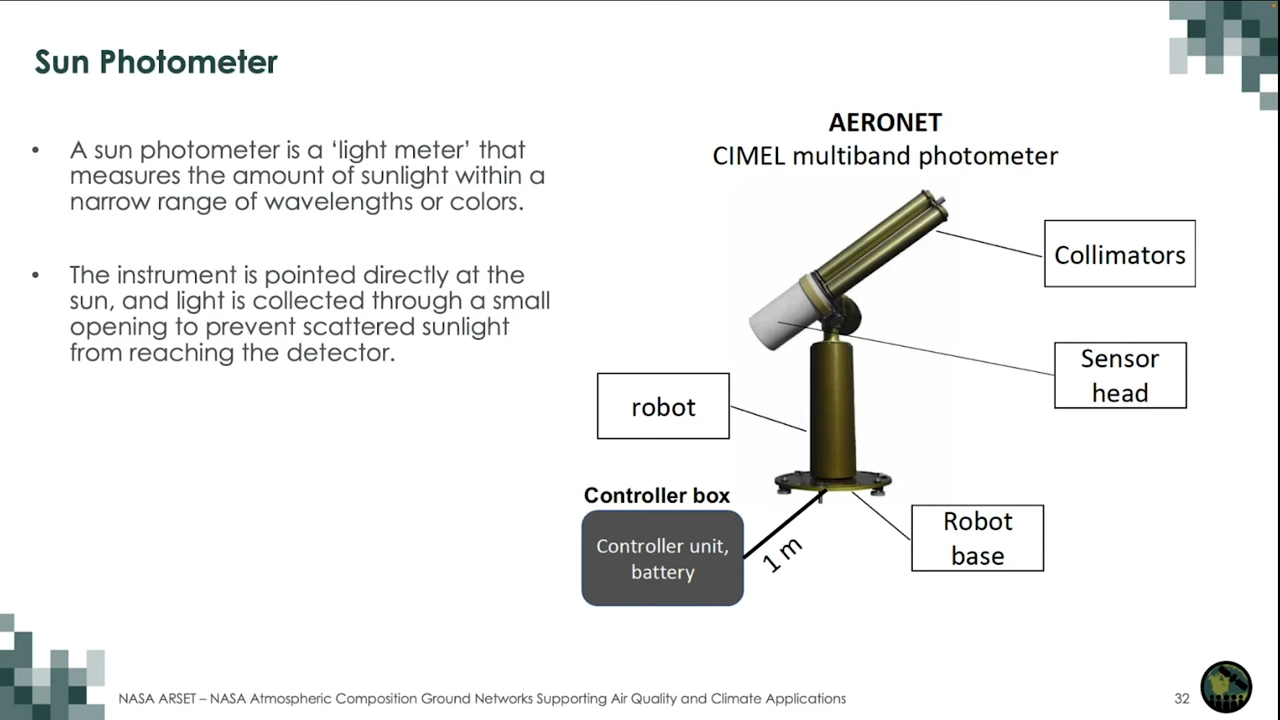 Sun Photometer
• A sun photometer is a ‘light meter’ that
measures the amount of sunlight within a
narrow range of wavelengths or colors.
• The instrument is pointed directly at the
sun, and light is collected through a small
opening to prevent scattered sunlight
from reaching the detector.
AERONET
CIMEL multiband photometer
Collimators
Sensor
head
robot
Controller box
Controller unit,
battery
1 m
Robot
base
NASA ARSET – NASA Atmospheric Composition Ground Networks Supporting Air Quality and Climate Applications
32